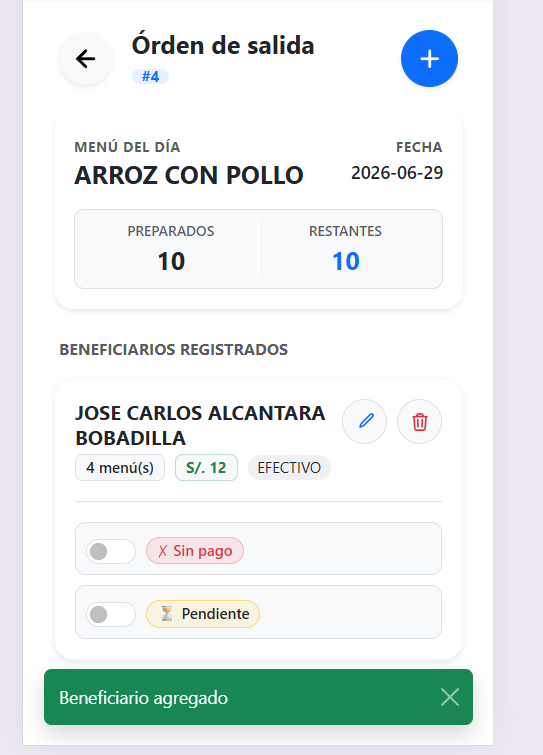 Órden de salida
#4
MENÚ DEL DÍA
FECHA
ARROZ CON POLLO
2026-06-29
PREPARADOS
RESTANTES
10
10
BENEFICIARIOS REGISTRADOS
JOSE CARLOS ALCANTARA
BOBADILLA
4 menú(s)
S/. 12
EFECTIVO
Sin pago
Pendiente
Beneficiario agregado